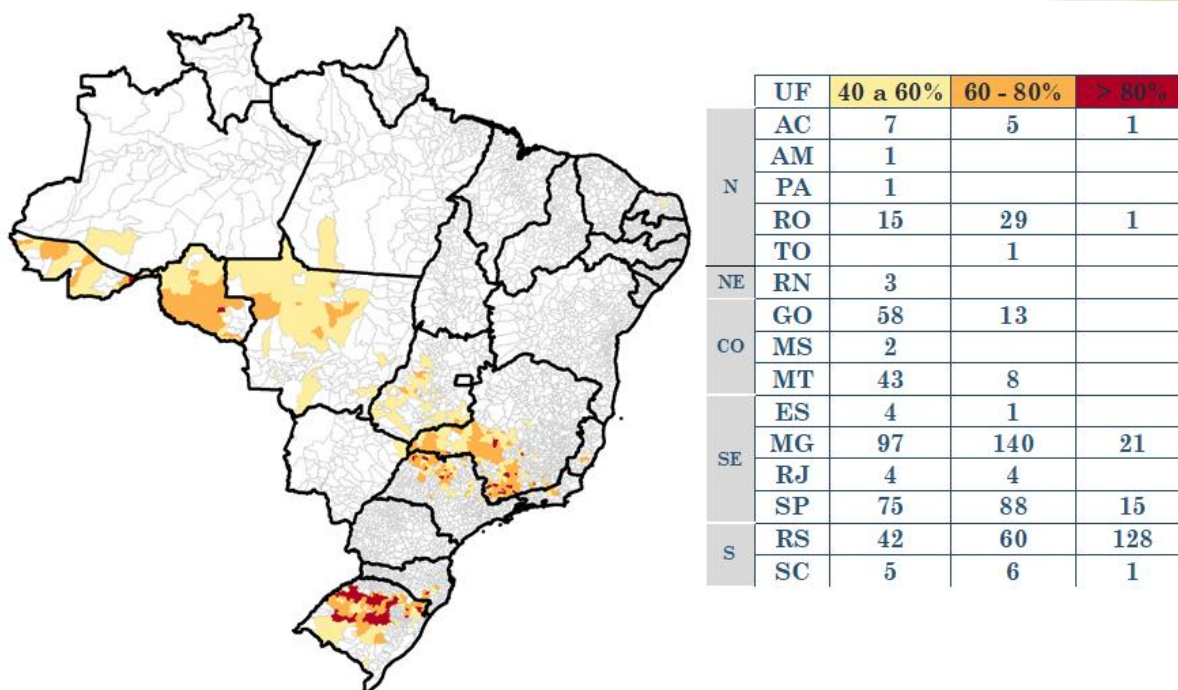 UF 40 a 60% 60 - 80% > 80%
N AC 7 5 1
AM 1
PA 1
RO 15 29 1
TO 1
NE RN 3
CO GO 58 13
MS 2
MT 43 8
SE ES 4 1
MG 97 140 21
RJ 4 4
SP 75 88 15
S RS 42 60 128
SC 5 6 1